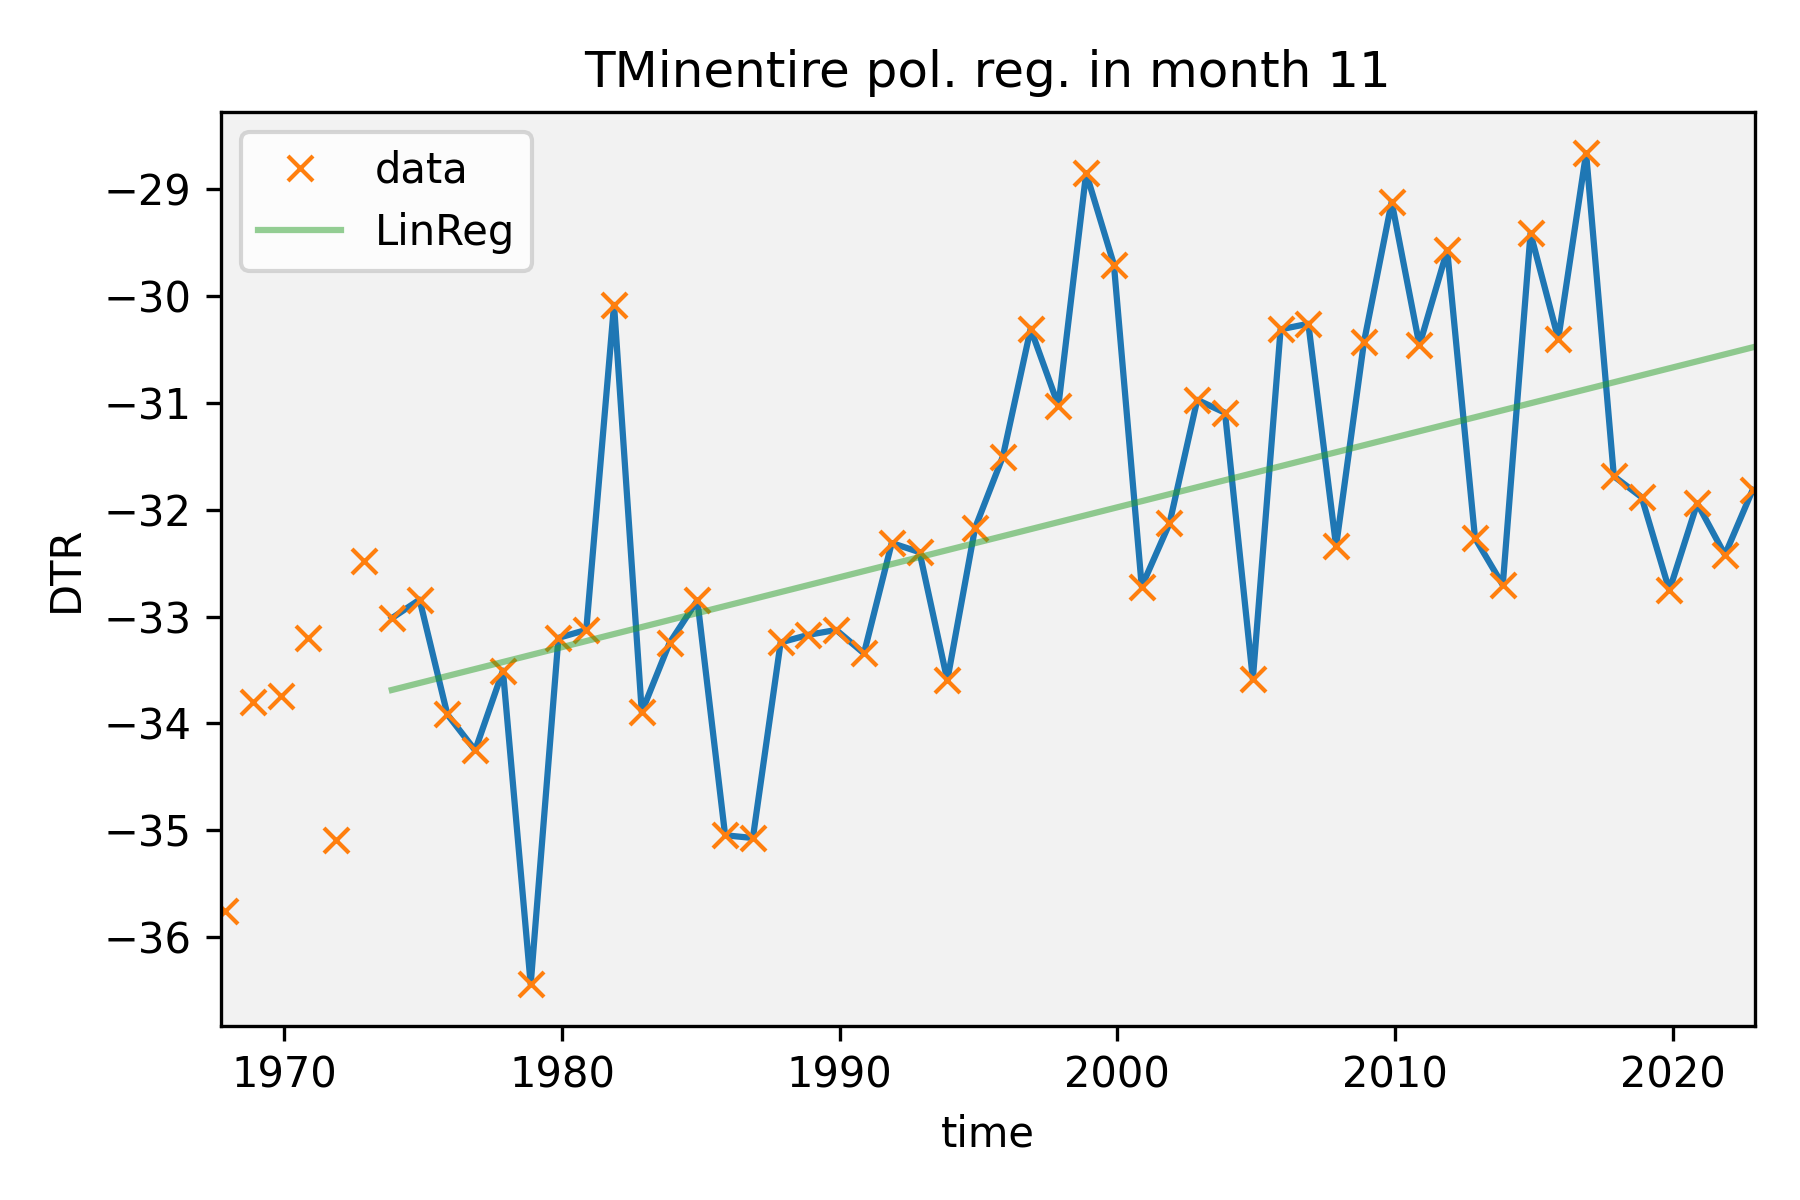 TMinentire pol. reg. in month 11
data
LinReg
−29
−30
−31
−32
−33
−34
−35
−36
DTR
1970 1980 1990 2000 2010 2020
time